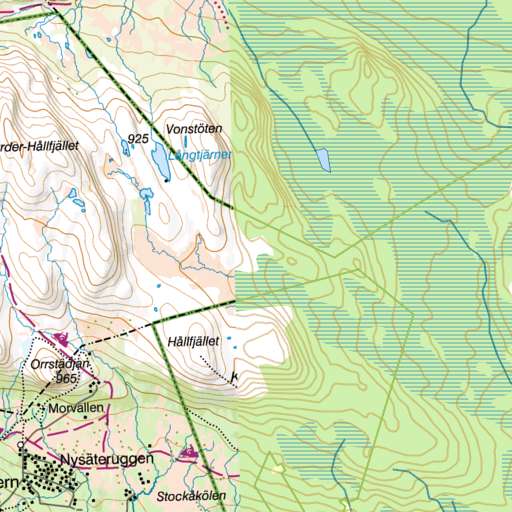 Vonstöten
925
rder-Hållfjället
Långtjärnen
Hållfjället
Orrstädjan
965
K
Morvallen
Nysäteruggen
ern
Stockåkölen